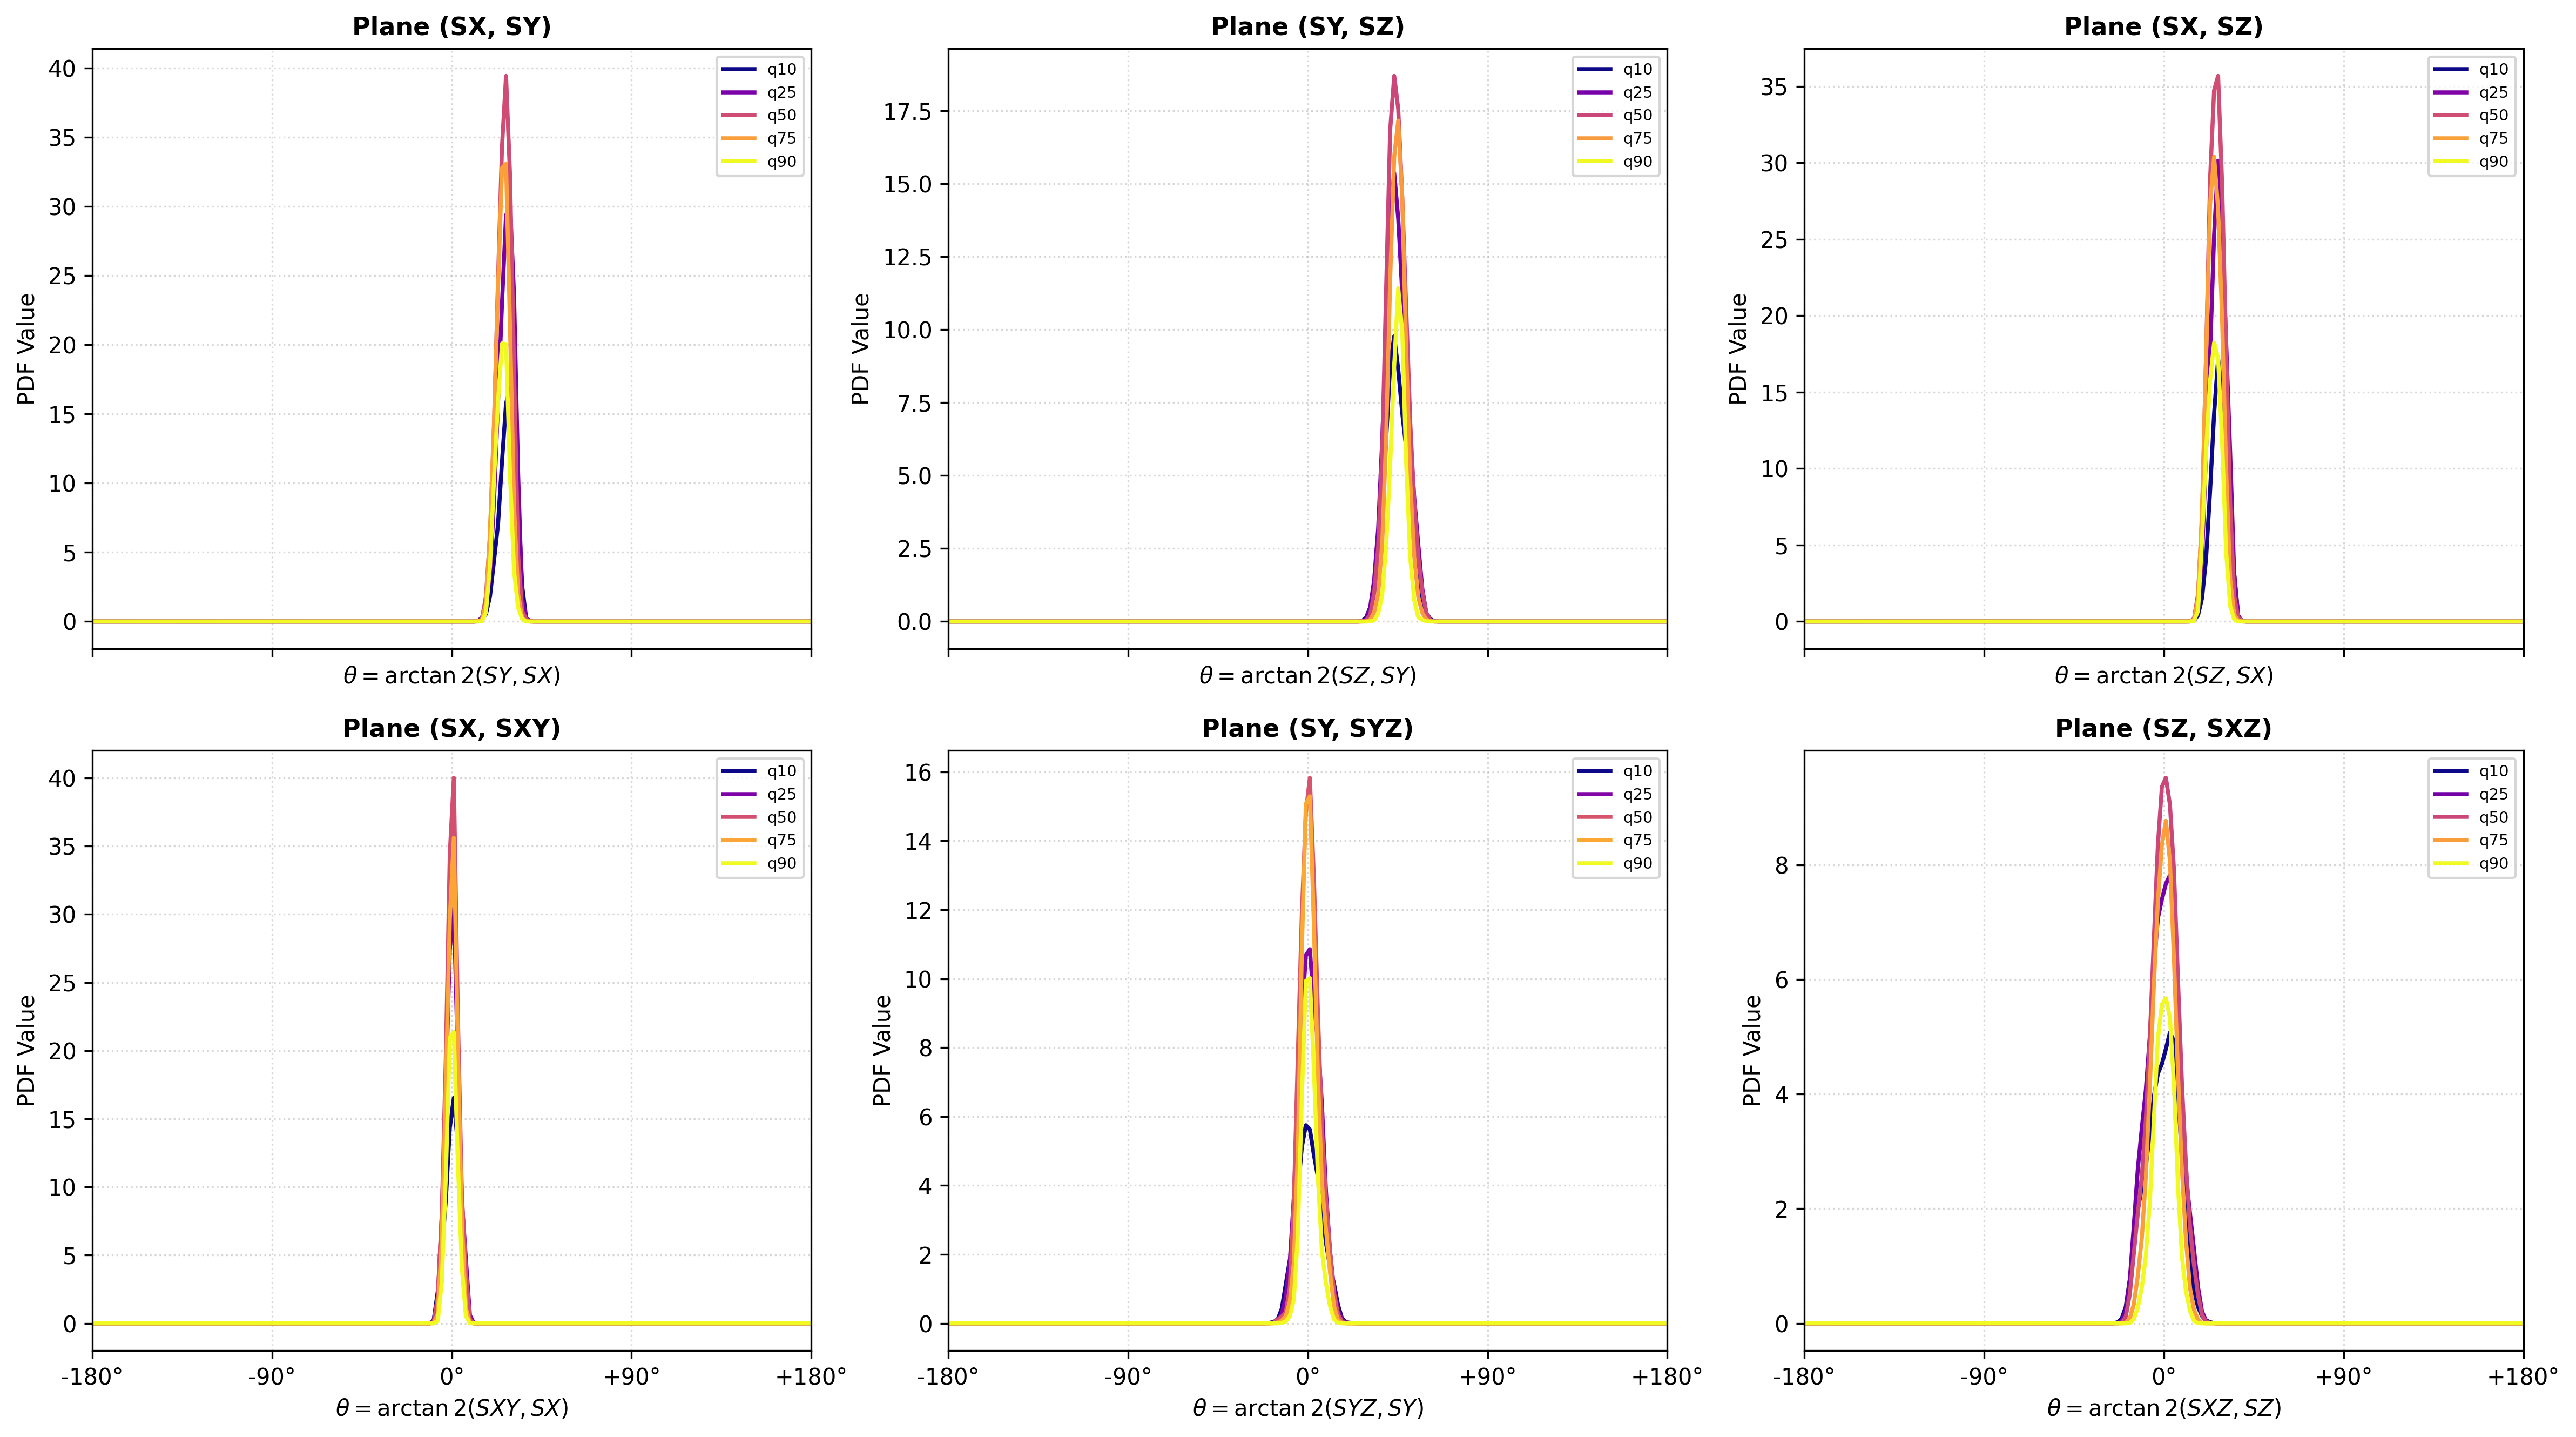 Plane (SX, SY)
40
35
30
25
20
15
10
5
0
PDF Value
q10
q25
q50
q75
q90
θ = arctan 2(SY, SX)
Plane (SY, SZ)
17.5
15.0
12.5
10.0
7.5
5.0
2.5
0.0
PDF Value
q10
q25
q50
q75
q90
θ = arctan 2(SZ, SY)
Plane (SX, SZ)
35
30
25
20
15
10
5
0
PDF Value
q10
q25
q50
q75
q90
θ = arctan 2(SZ, SX)
Plane (SX, SXY)
40
35
30
25
20
15
10
5
0
PDF Value
q10
q25
q50
q75
q90
-180° -90° 0° +90° +180°
θ = arctan 2(SXY, SX)
Plane (SY, SYZ)
16
14
12
10
8
6
4
2
0
PDF Value
q10
q25
q50
q75
q90
-180° -90° 0° +90° +180°
θ = arctan 2(SYZ, SY)
Plane (SZ, SXZ)
8
6
4
2
0
PDF Value
q10
q25
q50
q75
q90
-180° -90° 0° +90° +180°
θ = arctan 2(SXZ, SZ)